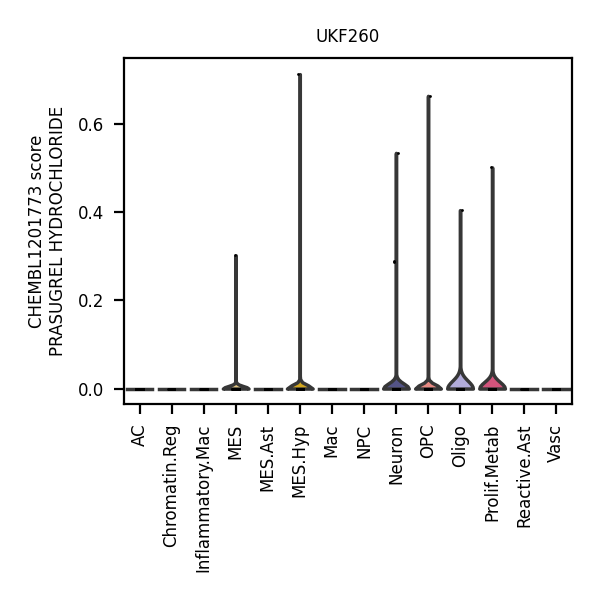 UKF260
CHEMBL1201773 score
PRASUGREL HYDROCHLORIDE
0.6
0.4
0.2
0.0
AC
Chromatin.Reg
Inflammatory.Mac
MES
MES.Ast
MES.Hyp
Mac
NPC
Neuron
OPC
Oligo
Prolif.Metab
Reactive.Ast
Vasc